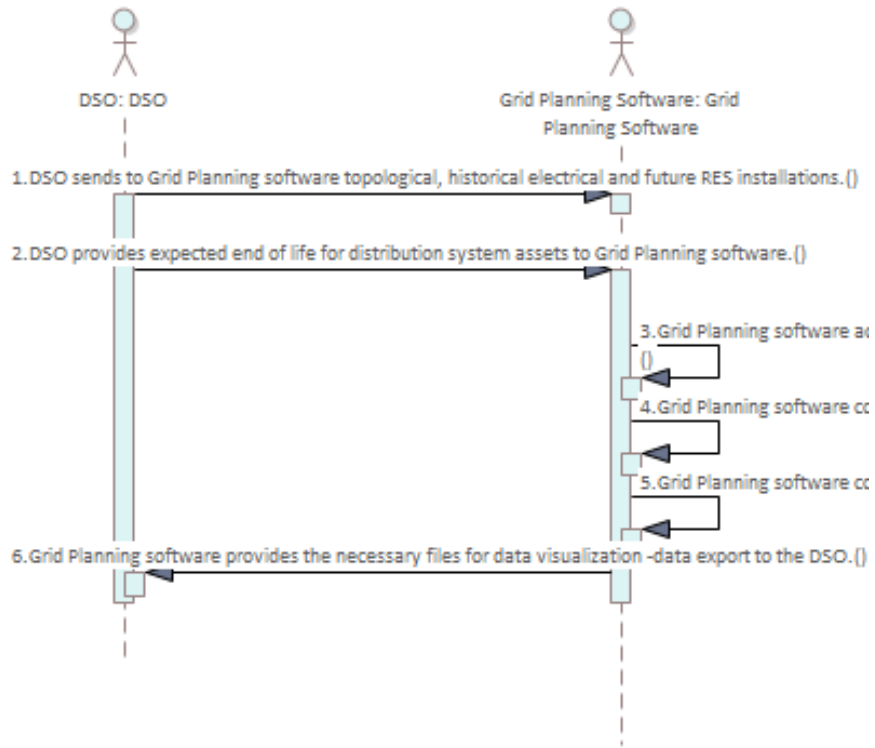 DSO: DSO
Grid Planning Software: Grid
Planning Software
1.DSO sends to Grid Planning software topological, historical electrical and future RES installations.()
2.DSO provides expected end of life for distribution system assets to Grid Planning software.()
3.Grid Planning software
()
4.Grid Planning software
5.Grid Planning software
6.Grid Planning software provides the necessary files for data visualization -data export to the DSO.()